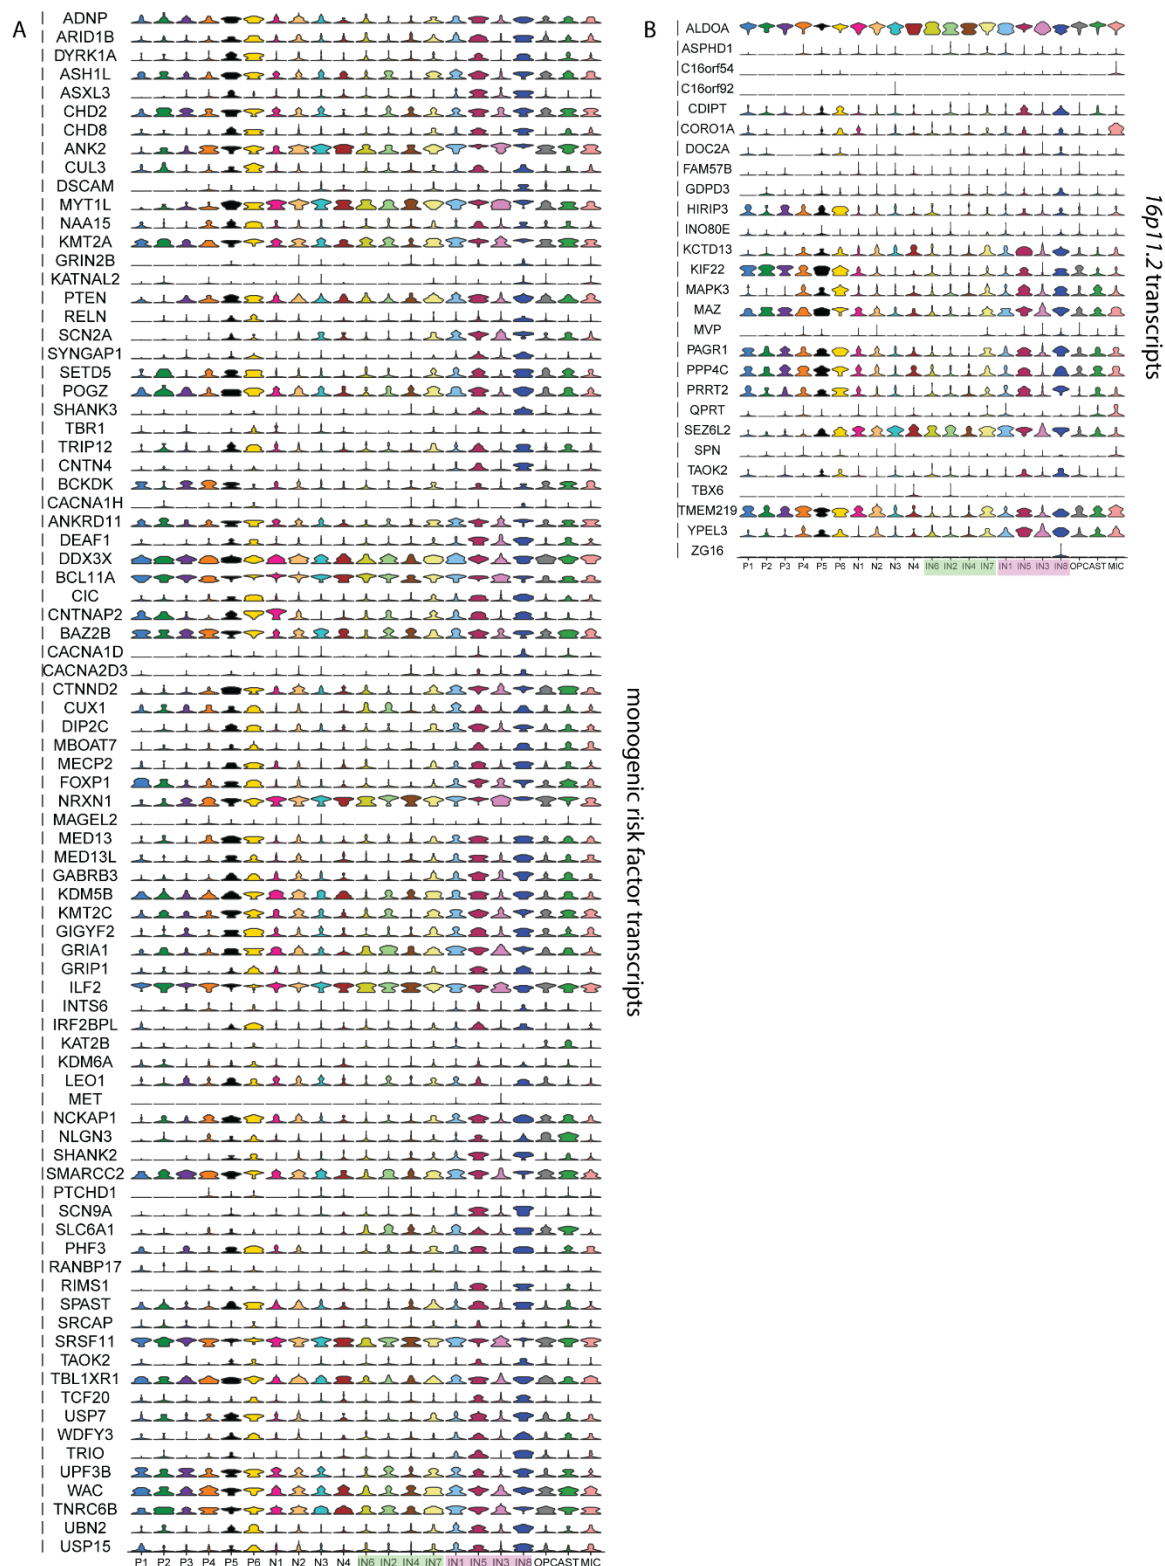 A
ADNP
ARID1B
DYRK1A
ASH1L
ASXL3
CHD2
CHD8
ANK2
CUL3
DSCAM
MYT1L
NAA15
KMT2A
GRIN2B
KATNAL2
PTEN
RELN
SCN2A
SYNGAP1
SETD5
POGZ
SHANK3
TBR1
TRIP12
CNTN4
BCKDK
CACNA1H
ANKRD11
DEAF1
DDX3X
BCL11A
CIC
CNTNAP2
BAZ2B
CACNA1D
CACNA2D3
CTNND2
CUX1
DIP2C
MBOAT7
MECP2
FOXP1
NRXN1
MAGEL2
MED13
MED13L
GABRB3
KDM5B
KMT2C
GIGYF2
GRIA1
GRIP1
ILF2
INTS6
IRF2BPL
KAT2B
KDM6A
LEO1
MET
NCKAP1
NLGN3
SHANK2
SMARCC2
PTCHD1
SCN9A
SLC6A1
PHF3
RANBP17
RIMS1
SPAST
SRCAP
SRSF11
TAOK2
TBL1XR1
TCF20
USP7
WDFY3
TRIO
UPF3B
WAC
TNRC6B
UBN2
USP15
P1 P2 P3 P4 P5 P6 N1 N2 N3 N4 IN6 IN2 IN4 IN7 IN1 IN5 IN3 IN8 OPC AST MIC
monogenic risk factor transcripts
B
ALDOA
ASPHD1
C16orf54
C16orf92
CDIPT
CORO1A
DOC2A
FAM57B
GDPD3
HIRIP3
INO80E
KCTD13
KIF22
MAPK3
MAZ
MVP
PAGR1
PPP4C
PRRT2
QPRT
SEZ6L2
SPN
TAOK2
TBX6
TMEM219
YPEL3
ZG16
P1 P2 P3 P4 P5 P6 N1 N2 N3 N4 IN6 IN2 IN4 IN7 IN1 IN5 IN3 IN8 OPC AST MIC
16p11.2 transcripts